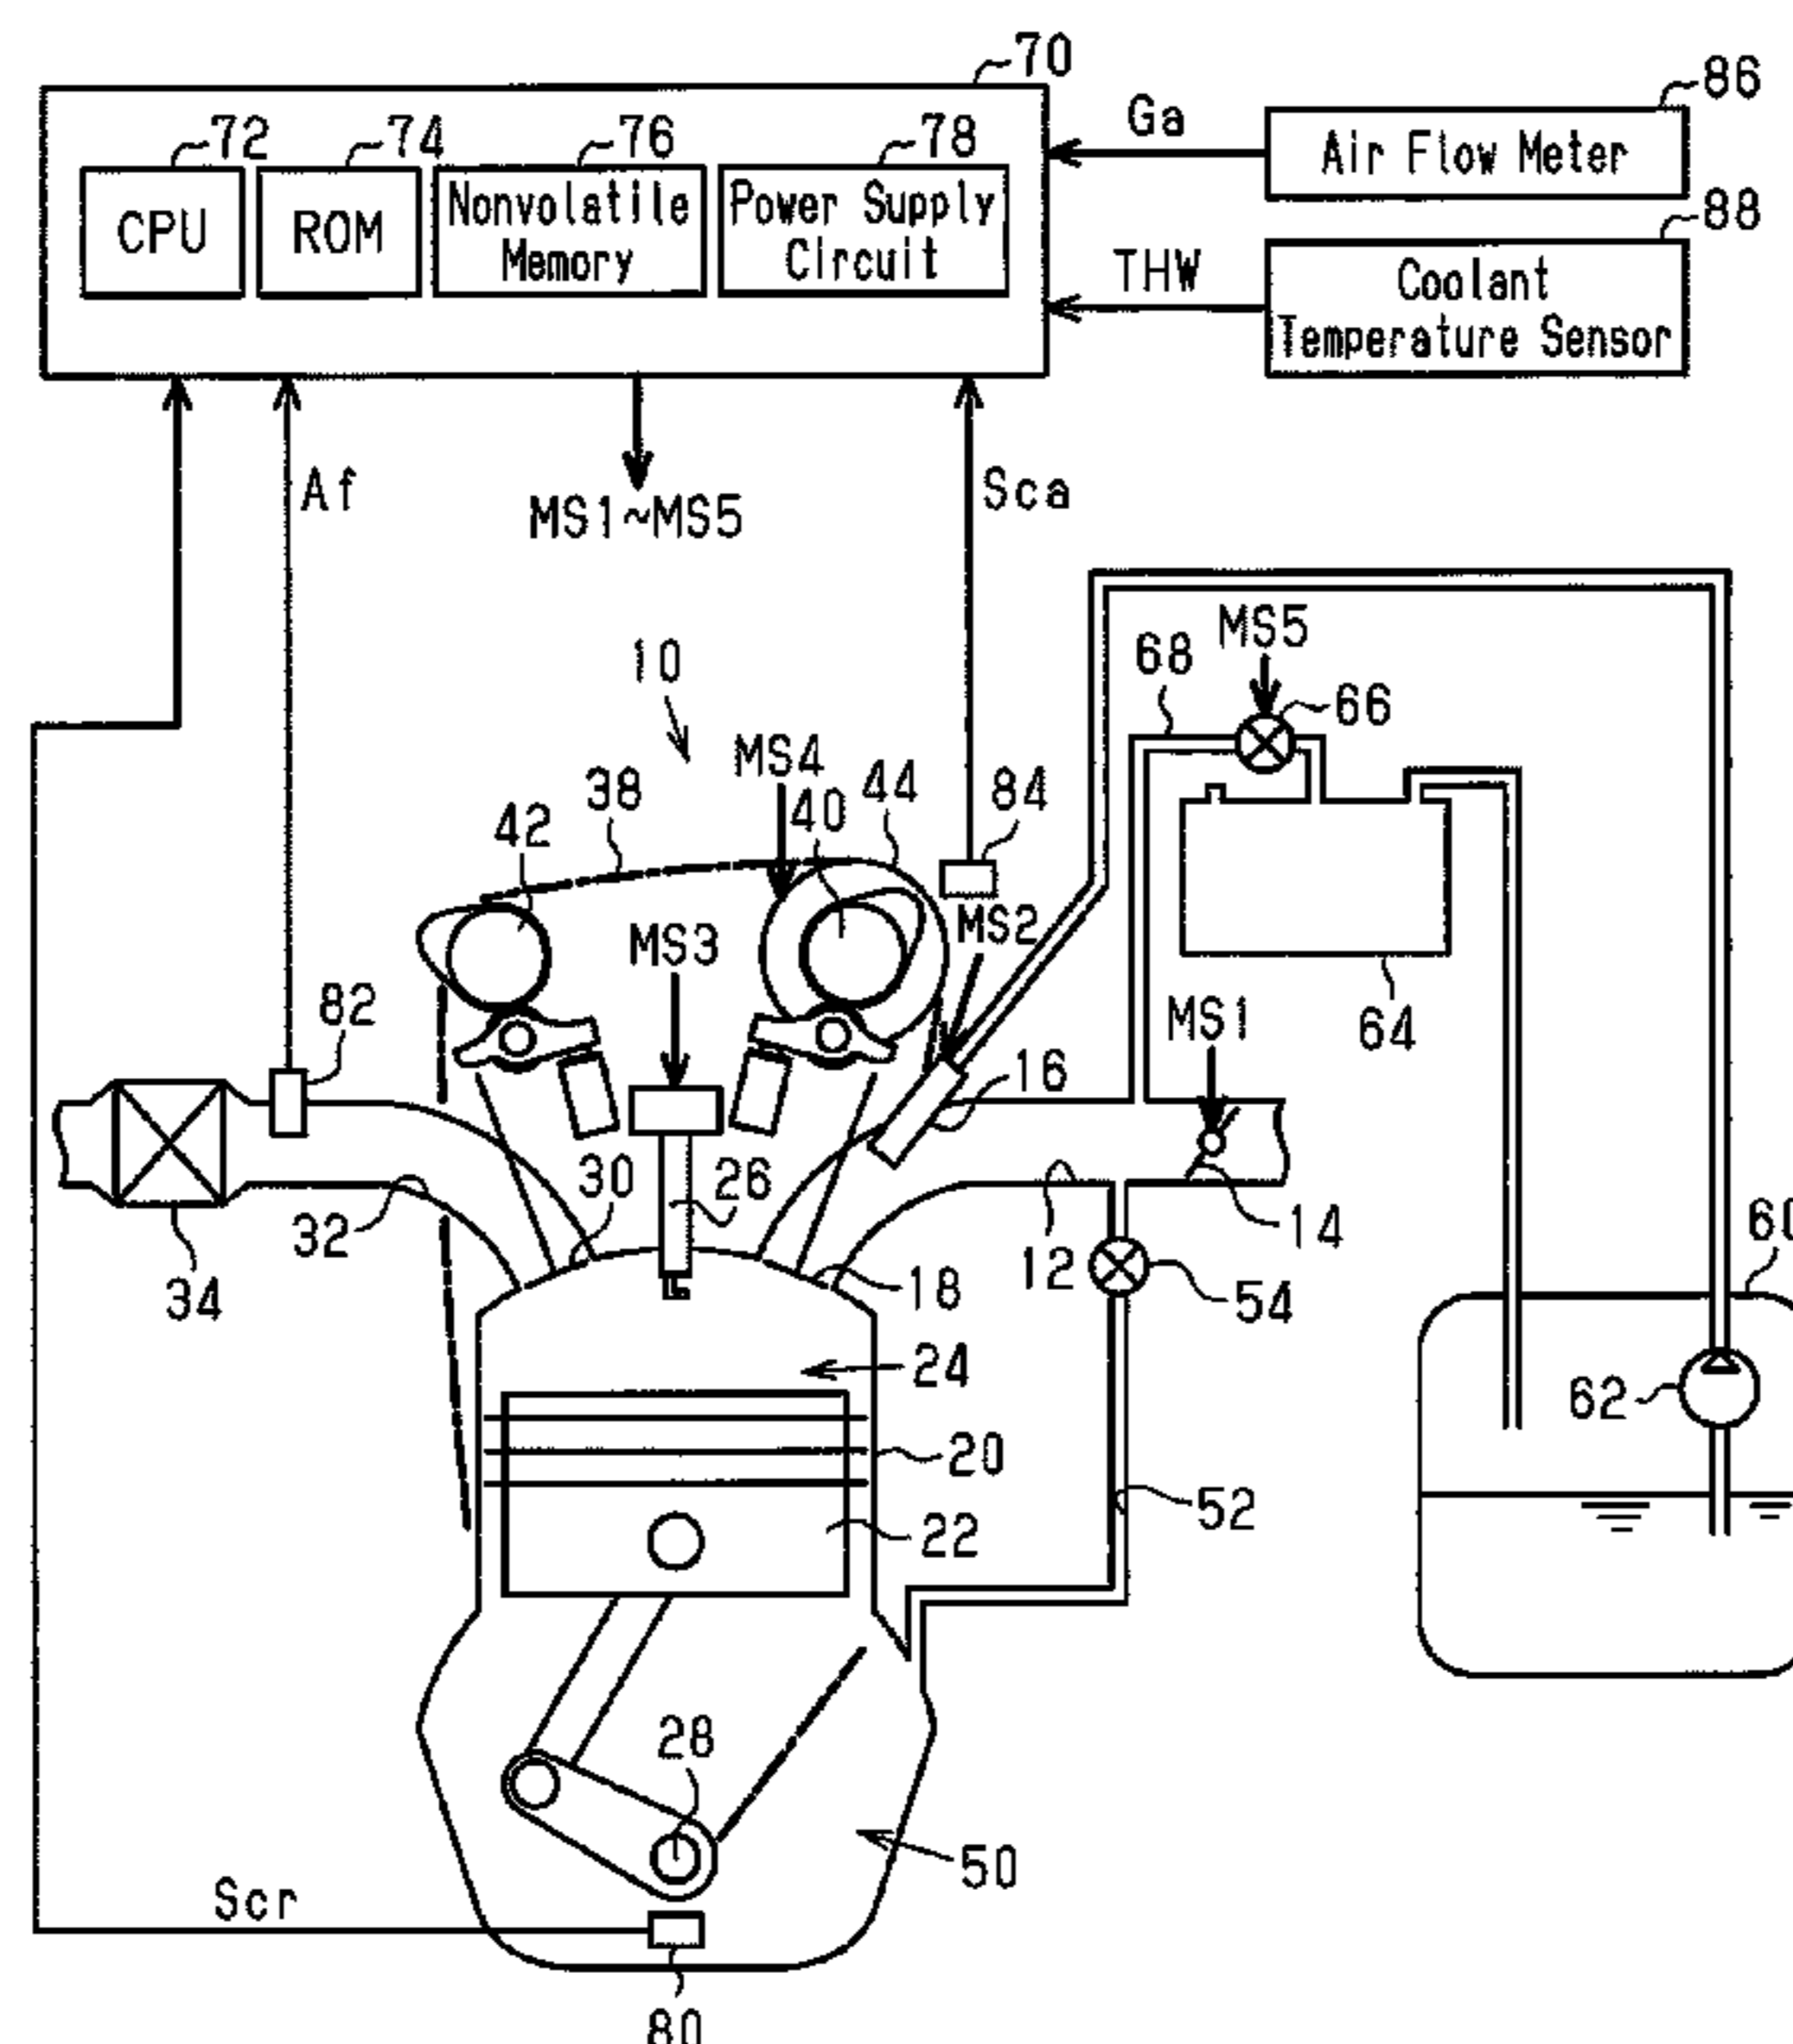 70
86
Ga
Air Flow Meter
72
74
76
78
CPU
ROM
Nonvolatile
Memory
Power Supply
Circuit
88
THW
Coolant
Temperature Sensor
Af
MS1~MS5
Sca
MS5
68
66
10
MS4
38
40
44
84
42
MS2
MS3
82
MS1
64
16
30
26
32
12
14
34
18
54
60
24
62
20
52
22
28
50
Scr
80